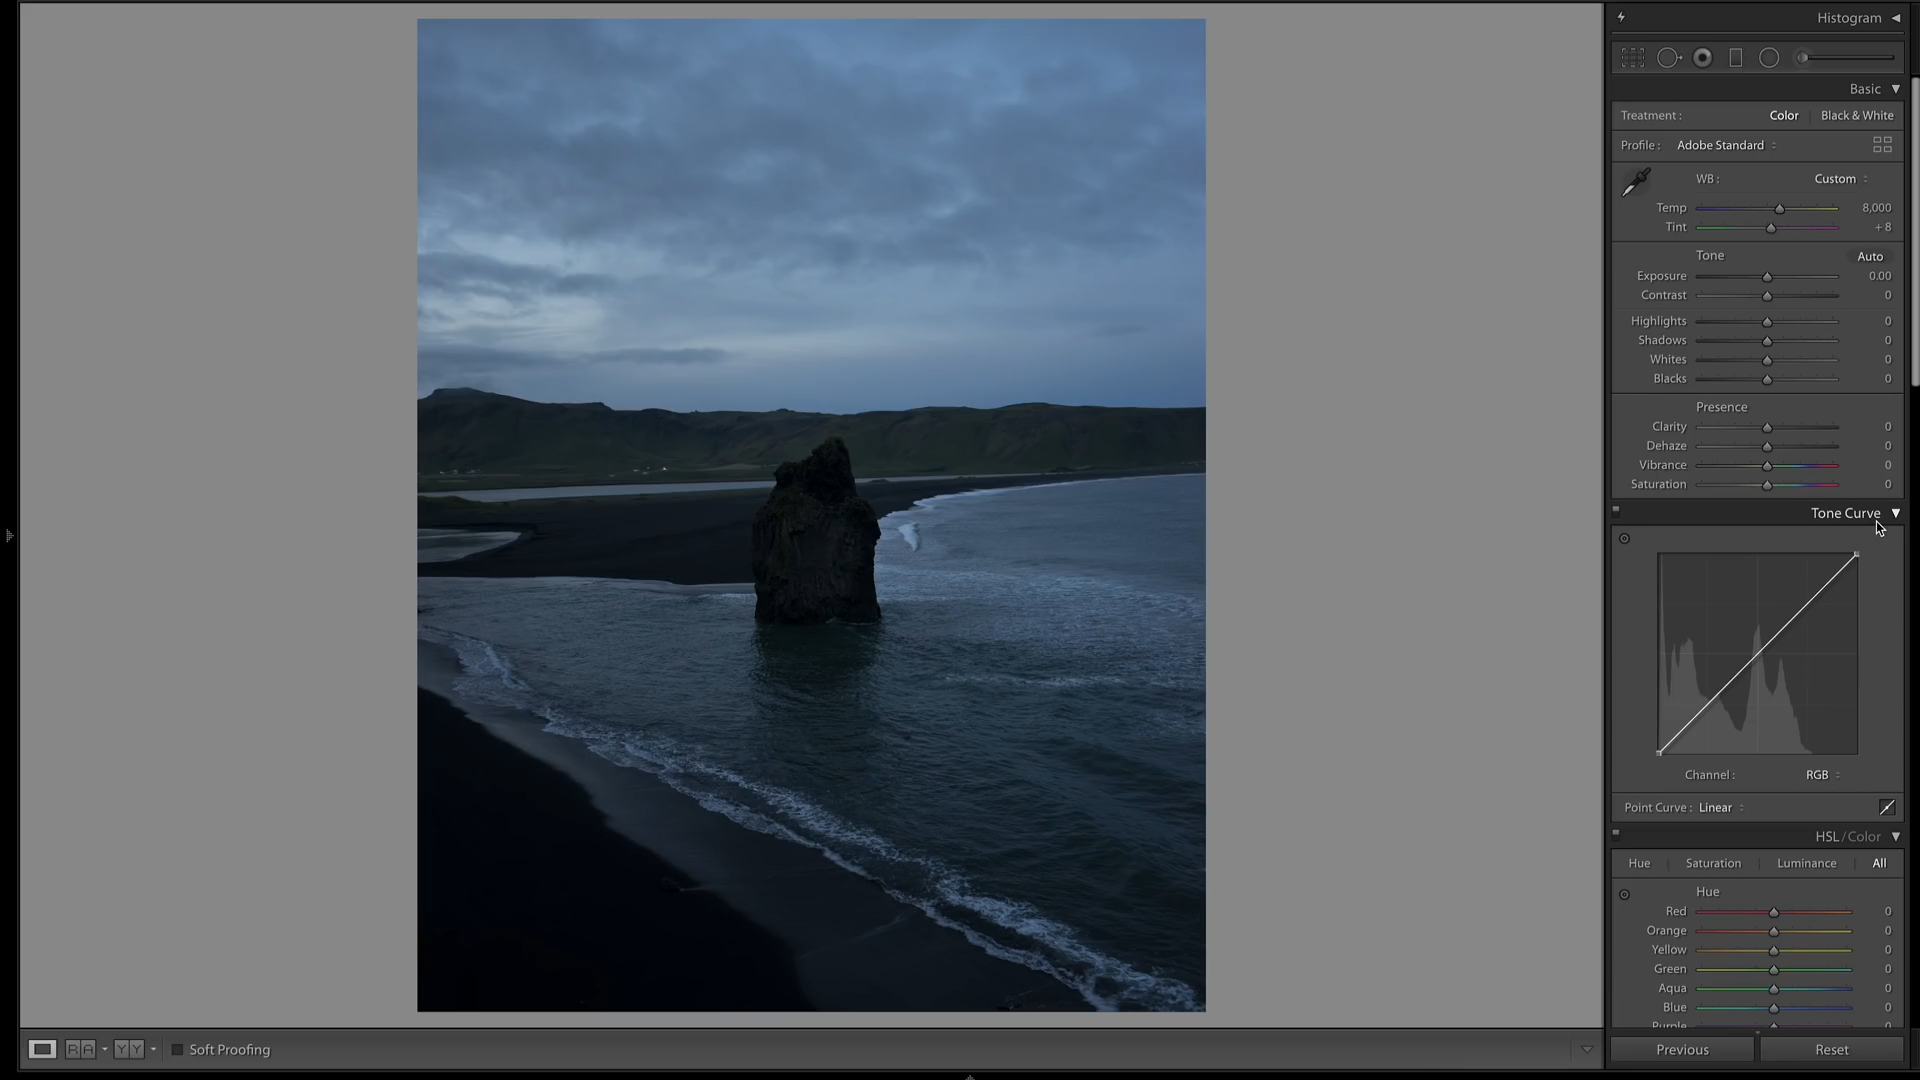 Histogram
Basic
Treatment : Color Black & White
Profile : Adobe Standard
WB : Custom
Temp 8,000
Tint + 8
Tone Auto
Exposure 0.00
Contrast 0
Highlights 0
Shadows 0
Whites 0
Blacks 0
Presence
Clarity 0
Dehaze 0
Vibrance 0
Saturation 0
Tone Curve
Channel : RGB
Point Curve : Linear
HSL / Color
Hue Saturation Luminance All
Hue
Red 0
Orange 0
Yellow 0
Green 0
Aqua 0
Blue 0
Purple
R A Y Y Soft Proofing
Previous Reset